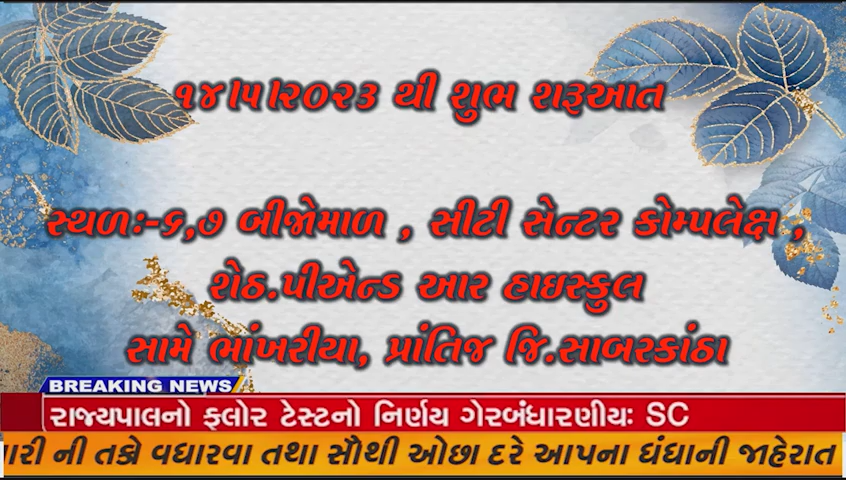 ૧૪।૫।૨૦૨૩ થી શુભ શરૂઆત
સ્થળઃ-૬,૭ બીજોમાળ , સીટી સેન્ટર કોમ્પલેક્ષ ,
શેઠ.પીએન્ડ આર હાઇસ્કુલ
સામે ભાંખરીયા, પ્રાંતિજ જિ.સાબરકાંઠા
BREAKING NEWS
રાજ્યપાલનો ફ્લોર ટેસ્ટનો નિર્ણય ગેરબંધારણીયઃ SC
ની તકો વધારવા તથા સૌથી ઓછા દરે આપના ધંધાની જાહેરાત